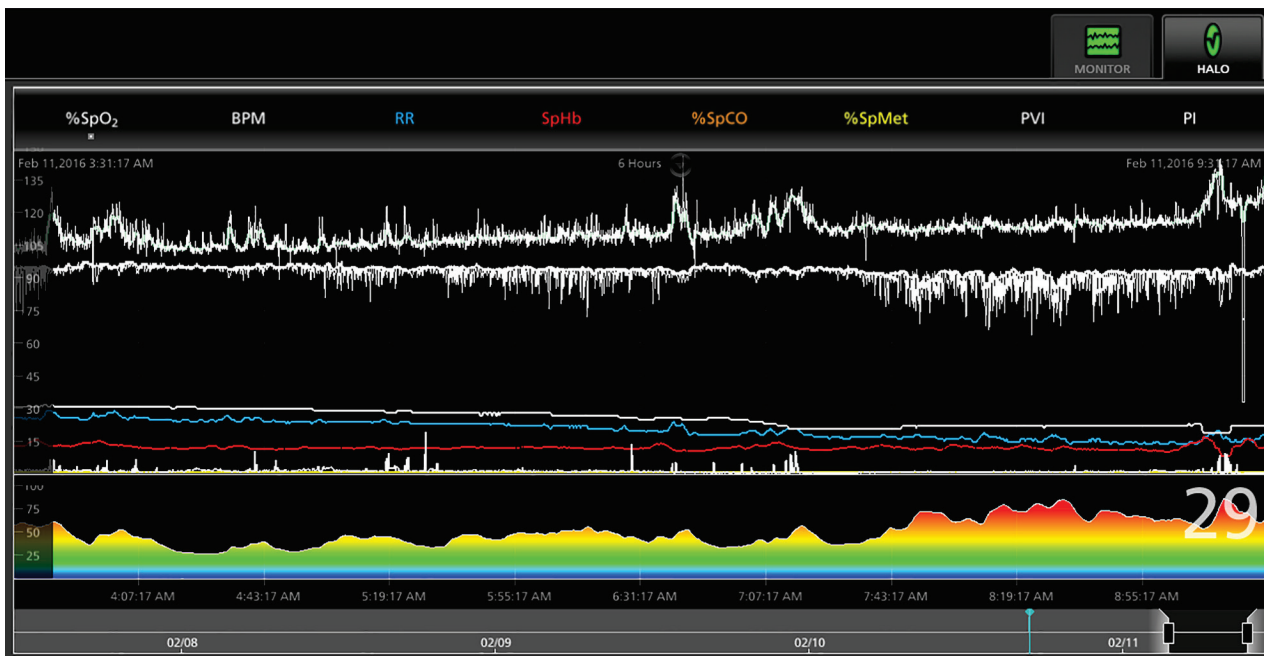 MONITOR HALO
%SpO₂ BPM RR SpHb %SpCO %SpMet PVI PI
Feb 11,2016 3:31:17 AM 6 Hours
135
120
105
90
75
60
45
30
15
100
75
50
25
29
4:07:17 AM 4:43:17 AM 5:19:17 AM 5:55:17 AM 6:31:17 AM 7:07:17 AM 7:43:17 AM 8:19:17 AM 8:55:17 AM
02/08 02/09 02/10 02/11